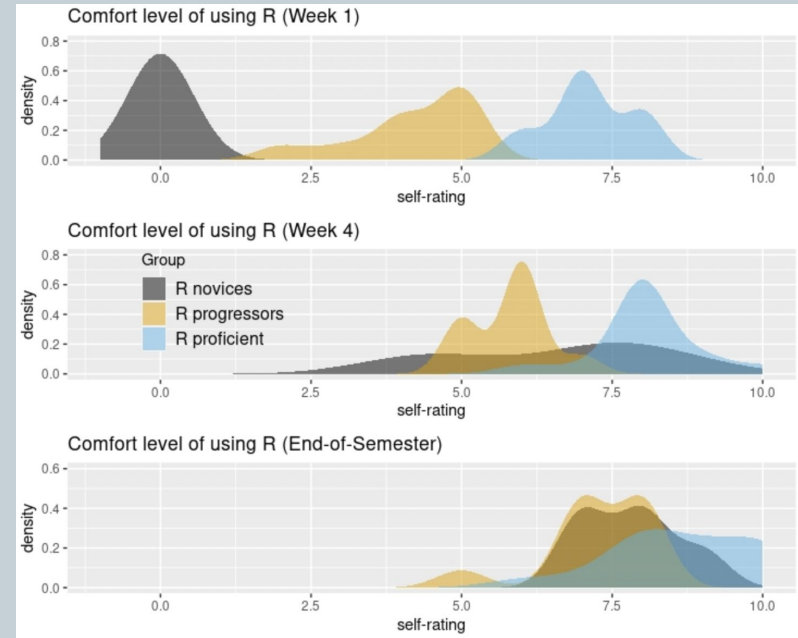 Comfort level of using R (Week 1)
density
0.8
0.6
0.4
0.2
0.0
0.0 2.5 5.0 7.5 10.0
self-rating
Comfort level of using R (Week 4)
density
0.8
0.6
0.4
0.2
0.0
Group
R novices
R progressors
R proficient
0.0 2.5 5.0 7.5 10.0
self-rating
Comfort level of using R (End-of-Semester)
density
0.6
0.4
0.2
0.0
0.0 2.5 5.0 7.5 10.0
self-rating